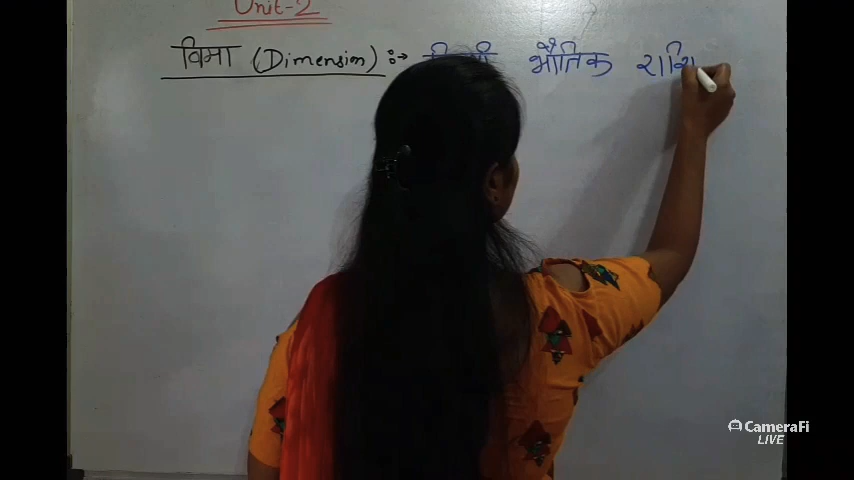 Unit-2
विमा (Dimension) :→ भौतिक राशि
CameraFi
LIVE